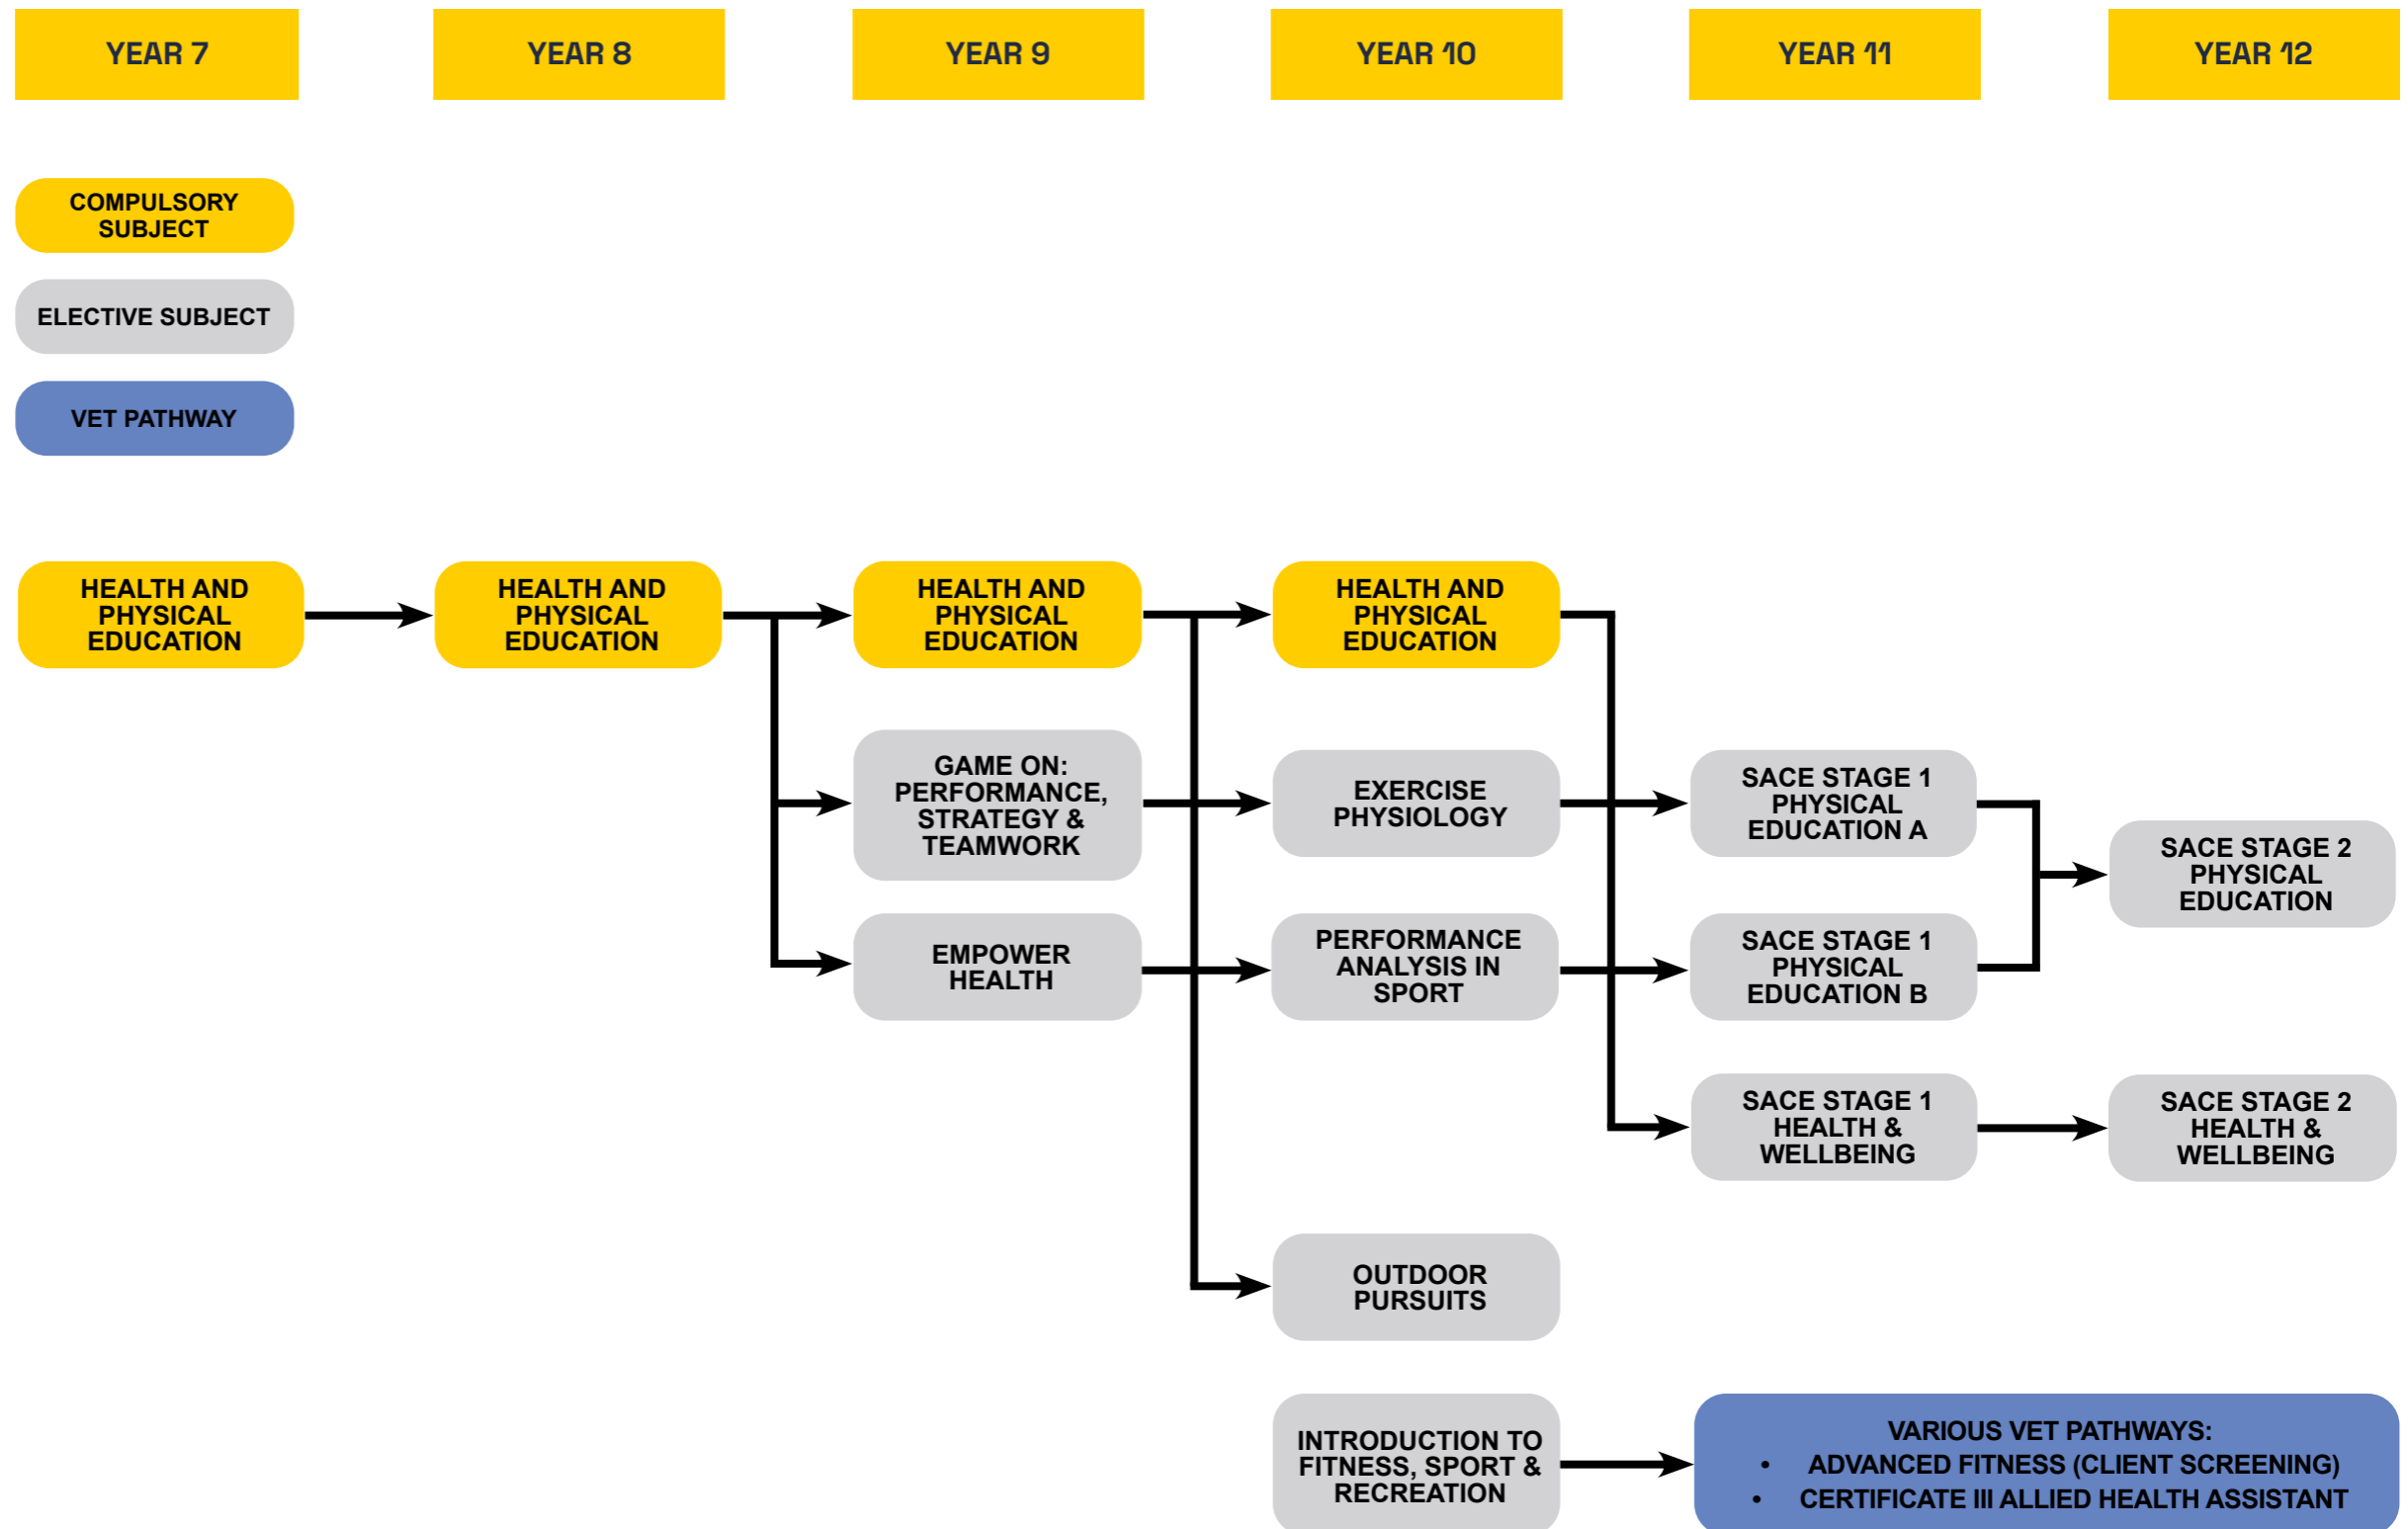 YEAR 7
YEAR 8
YEAR 9
YEAR 10
YEAR 11
YEAR 12
COMPULSORY
SUBJECT
ELECTIVE SUBJECT
VET PATHWAY
HEALTH AND
PHYSICAL
EDUCATION
HEALTH AND
PHYSICAL
EDUCATION
HEALTH AND
PHYSICAL
EDUCATION
HEALTH AND
PHYSICAL
EDUCATION
GAME ON:
PERFORMANCE,
STRATEGY &
TEAMWORK
EXERCISE
PHYSIOLOGY
SACE STAGE 1
PHYSICAL
EDUCATION A
SACE STAGE 2
PHYSICAL
EDUCATION
EMPOWER
HEALTH
PERFORMANCE
ANALYSIS IN
SPORT
SACE STAGE 1
PHYSICAL
EDUCATION B
SACE STAGE 1
HEALTH &
WELLBEING
SACE STAGE 2
HEALTH &
WELLBEING
OUTDOOR
PURSUITS
INTRODUCTION TO
FITNESS, SPORT &
RECREATION
VARIOUS VET PATHWAYS:
• ADVANCED FITNESS (CLIENT SCREENING)
• CERTIFICATE III ALLIED HEALTH ASSISTANT